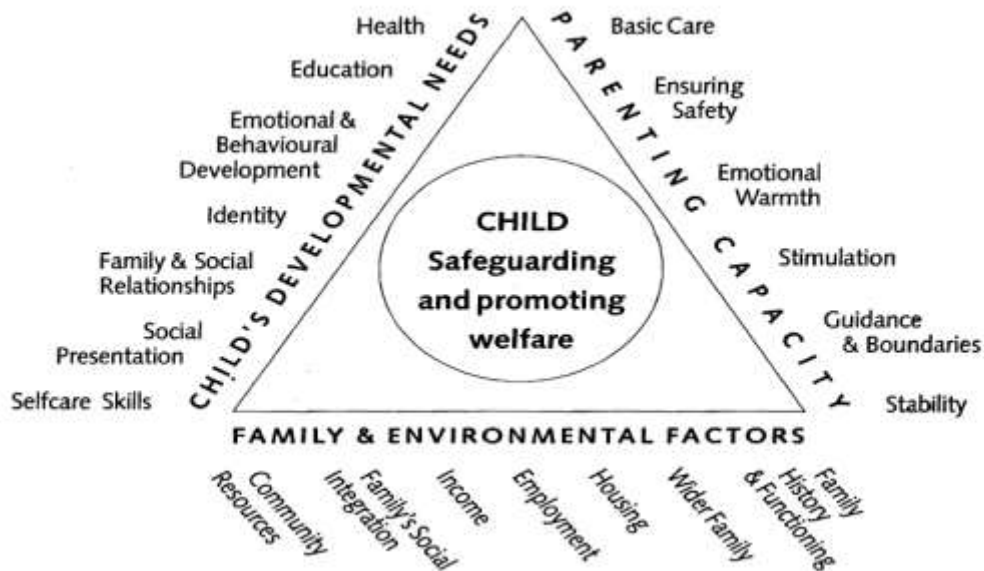 Health
Education
Emotional &
Behavioural
Development
Identity
Family & Social
Relationships
Social
Presentation
Selfcare Skills
CHILD'S DEVELOPMENTAL NEEDS
CHILD
Safeguarding
and promoting
welfare
PARENTING CAPACITY
Basic Care
Ensuring
Safety
Emotional
Warmth
Stimulation
Guidance
& Boundaries
Stability
FAMILY & ENVIRONMENTAL FACTORS
Community
Resources
Family's Social
Integration
Income
Employment
Housing
Wider Family
Family
History
& Functioning